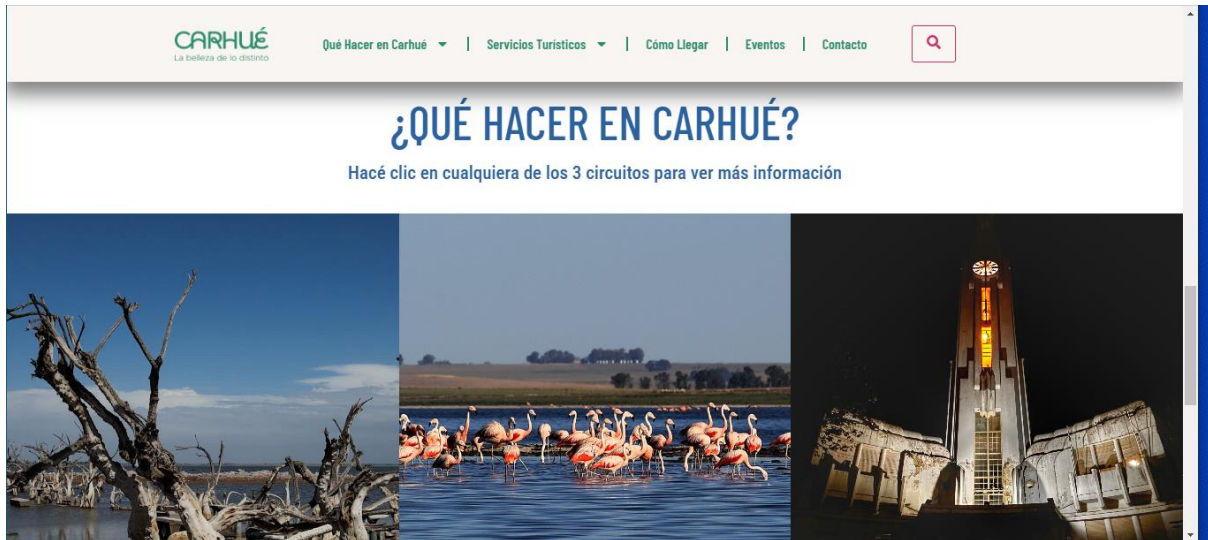 CARHUÉ
La belleza de lo distinto
Qué Hacer en Carhué | Servicios Turísticos | Cómo Llegar | Eventos | Contacto
¿QUÉ HACER EN CARHUÉ?
Hacé clic en cualquiera de los 3 circuitos para ver más información